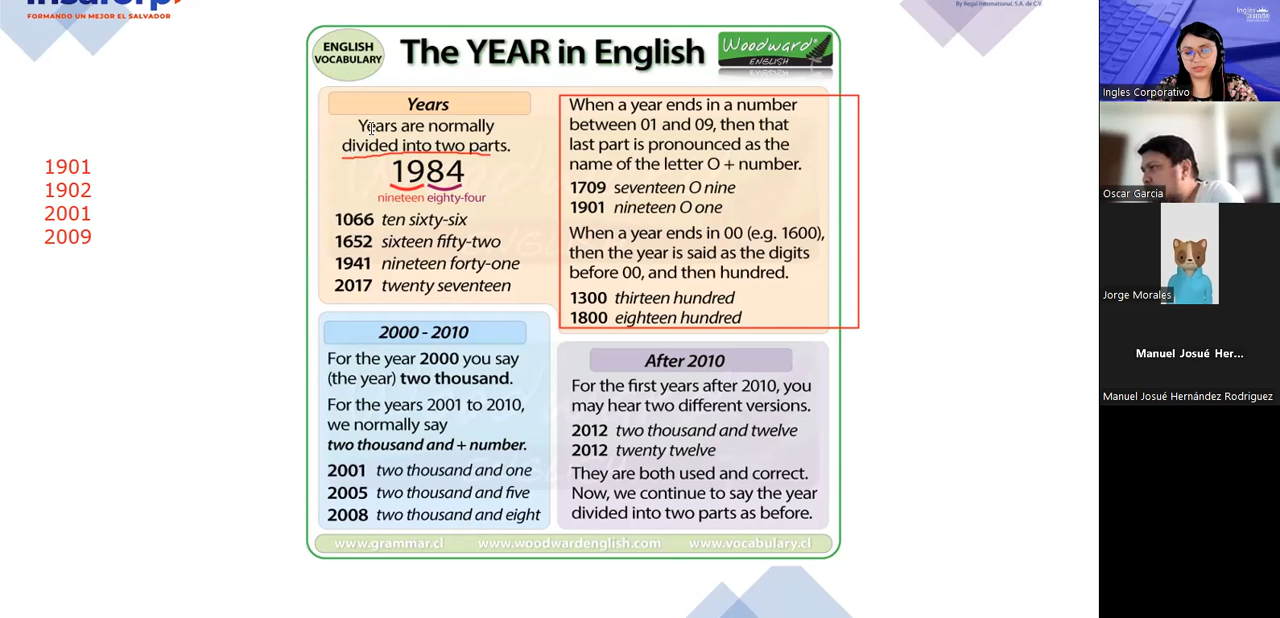 FORMANDO UN MEJOR EL SALVADOR
By Regal International, S.A. de C.V.
ENGLISH
VOCABULARY
The YEAR in English
Woodward
ENGLISH
Years
Years are normally
divided into two parts.
1984
nineteen eighty-four
1066 ten sixty-six
1652 sixteen fifty-two
1941 nineteen forty-one
2017 twenty seventeen
When a year ends in a number
between 01 and 09, then that
last part is pronounced as the
name of the letter O + number.
1709 seventeen O nine
1901 nineteen O one
When a year ends in 00 (e.g. 1600),
then the year is said as the digits
before 00, and then hundred.
1300 thirteen hundred
1800 eighteen hundred
1901
1902
2001
2009
2000 - 2010
For the year 2000 you say
(the year) two thousand.
For the years 2001 to 2010,
we normally say
two thousand and + number.
2001 two thousand and one
2005 two thousand and five
2008 two thousand and eight
After 2010
For the first years after 2010, you
may hear two different versions.
2012 two thousand and twelve
2012 twenty twelve
They are both used and correct.
Now, we continue to say the year
divided into two parts as before.
www.grammar.cl www.woodwardenglish.com www.vocabulary.cl
Ingles Corporativo
Oscar Garcia
Jorge Morales
Manuel Josué Her...
Manuel Josué Hernández Rodriguez